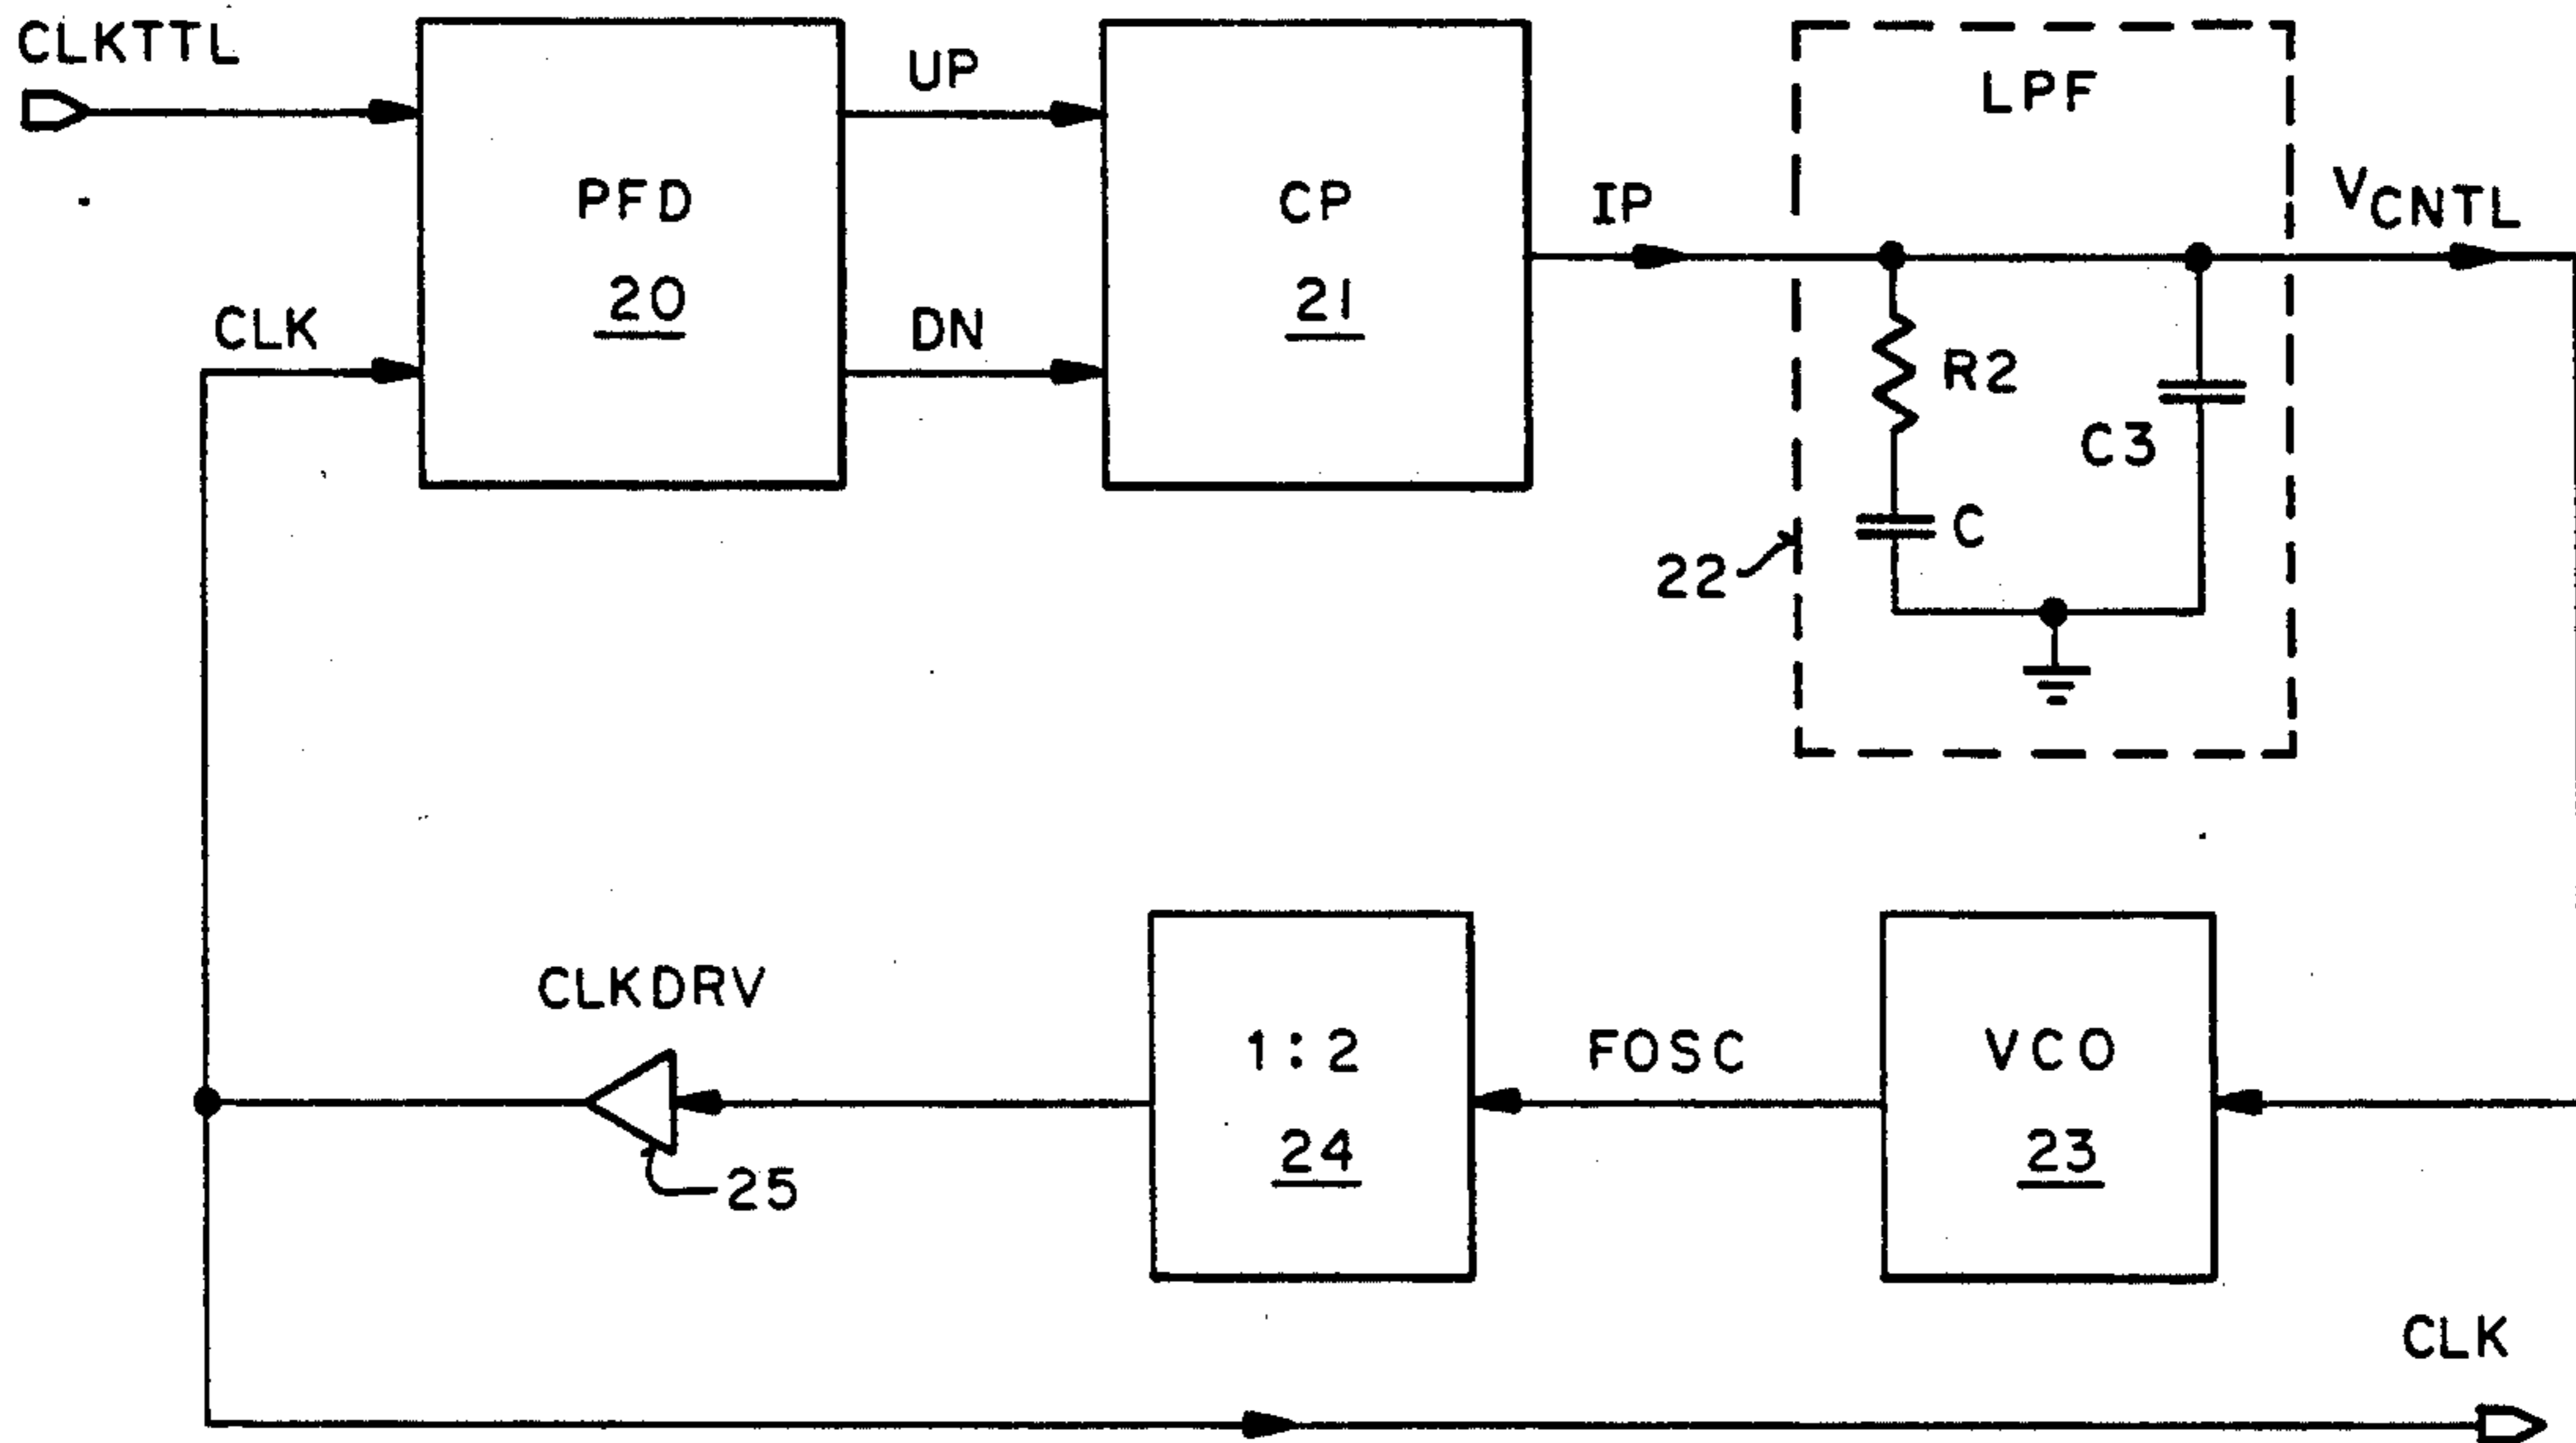 CLKTTL
UP
LPF
PFD
20
CP
21
IP
VCNTL
CLK
DN
R2
C3
C
22
CLKDRV
1:2
24
FOSC
VCO
23
25
CLK